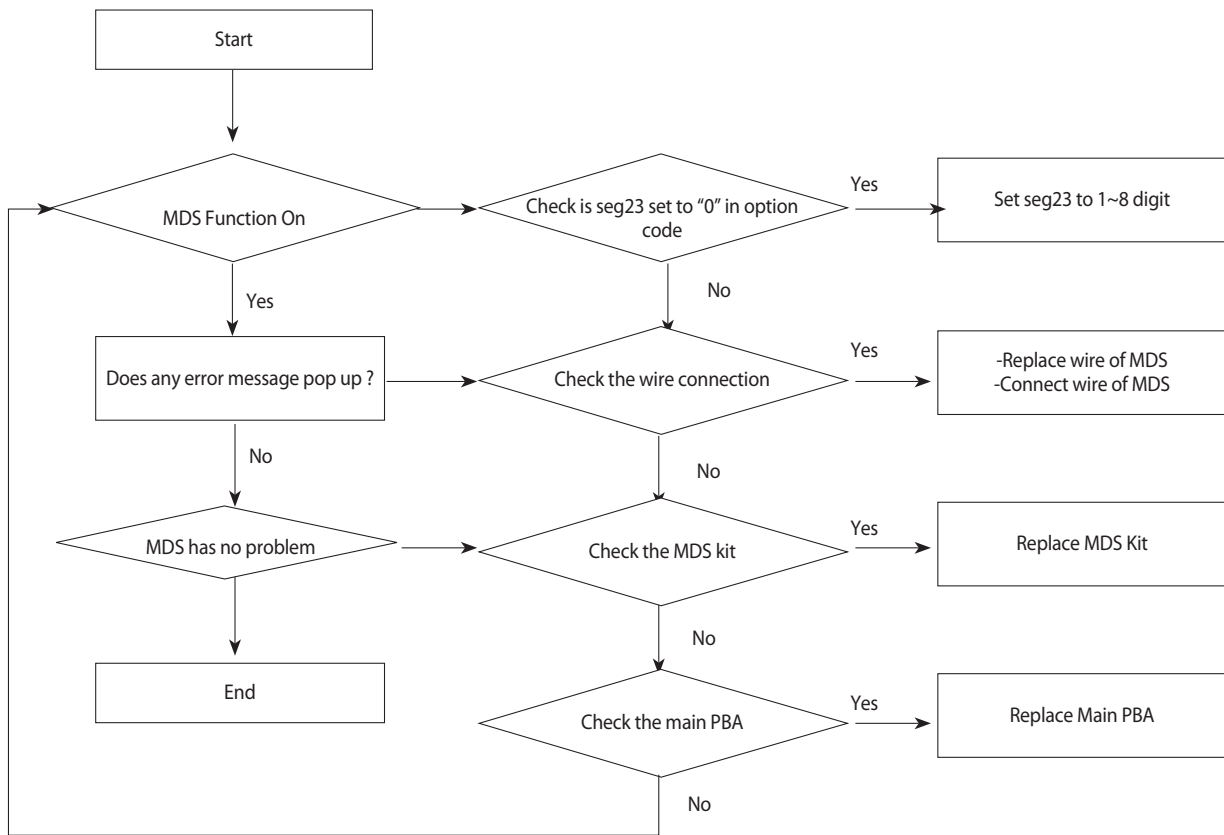 Start
MDS Function On
Check is seg23 set to “0” in option
code
Yes
Set seg23 to 1~8 digit
Yes
No
Does any error message pop up ?
Check the wire connection
Yes
-Replace wire of MDS
-Connect wire of MDS
No
No
MDS has no problem
Check the MDS kit
Yes
Replace MDS Kit
No
End
Check the main PBA
Yes
Replace Main PBA
No